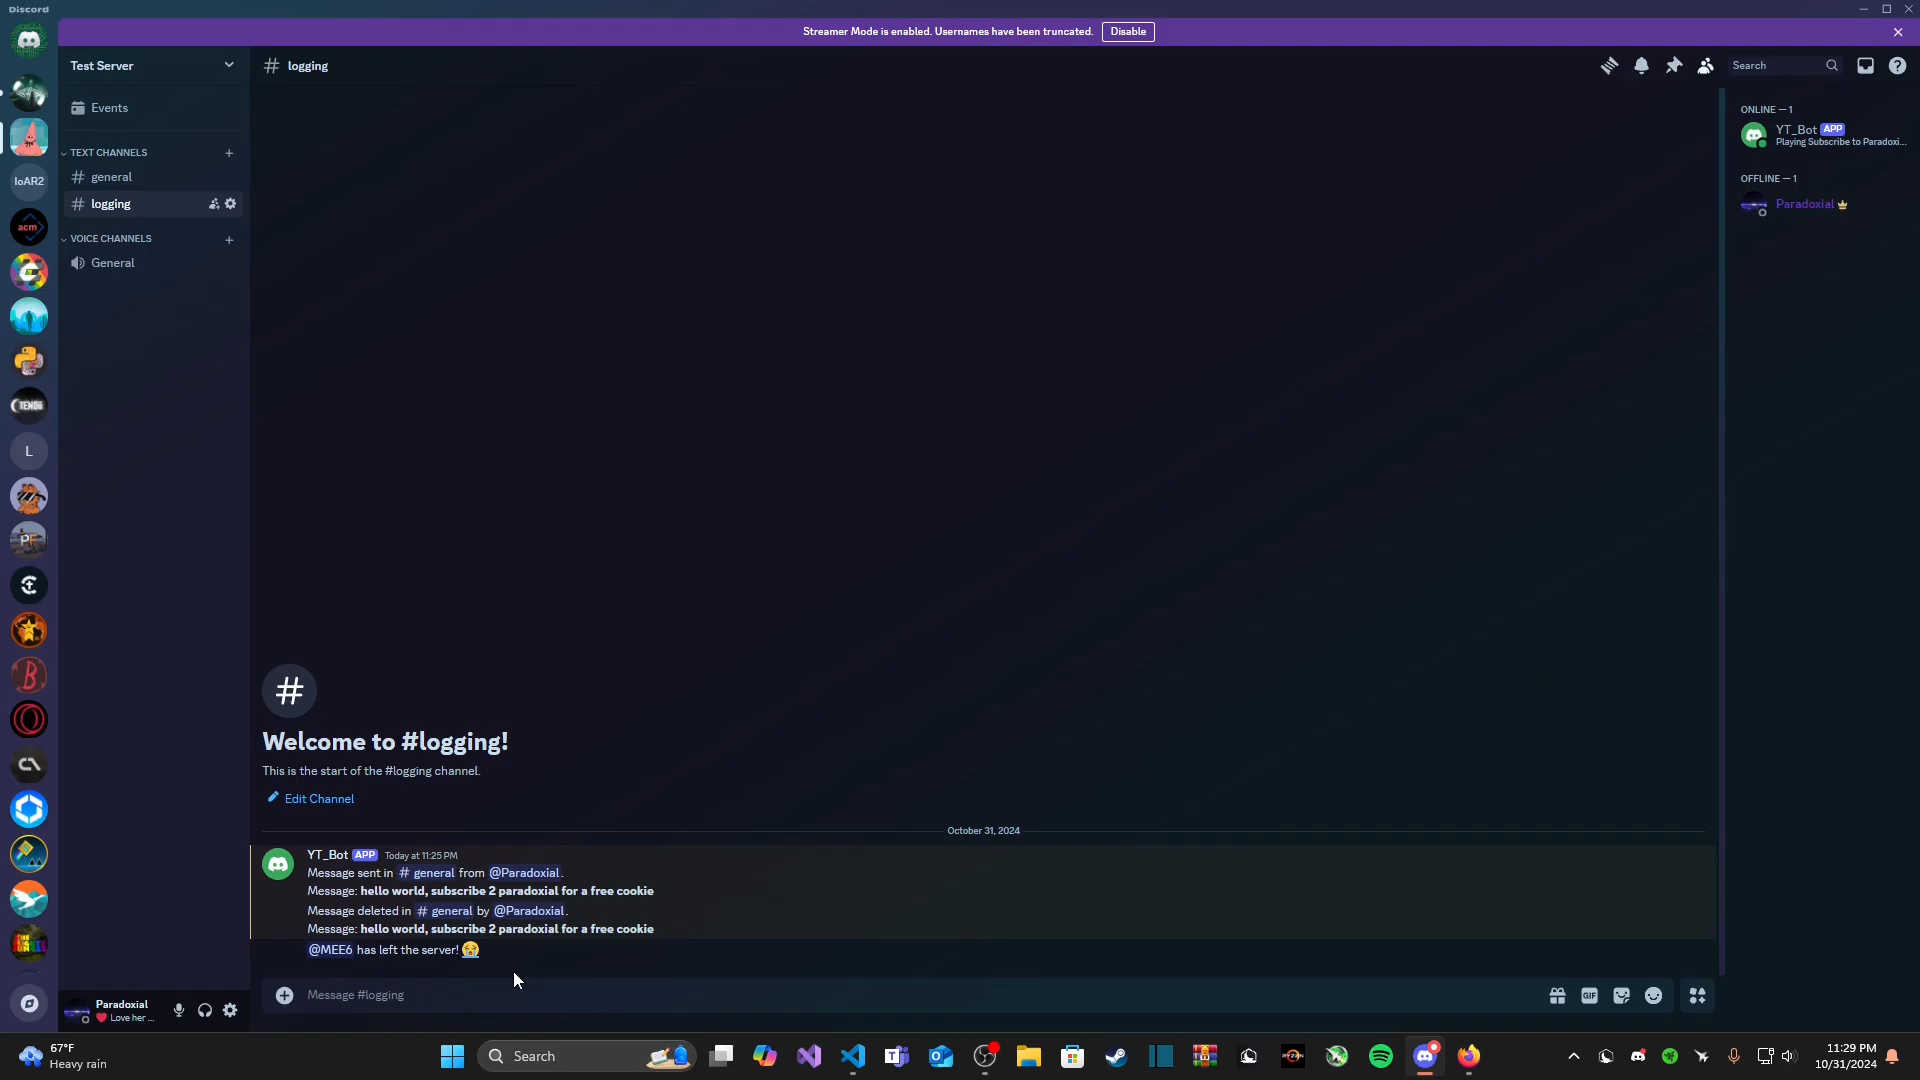 Discord
Streamer Mode is enabled. Usernames have been truncated. Disable
Test Server
# logging
Search
Events
TEXT CHANNELS
# general
# logging
VOICE CHANNELS
General
IoAR2
acm
TENOR
L
PF
B
ONLINE — 1
YT_Bot APP
Playing Subscribe to Paradoxi...
OFFLINE — 1
Paradoxial
#
Welcome to #logging!
This is the start of the #logging channel.
Edit Channel
October 31, 2024
YT_Bot APP Today at 11:25 PM
Message sent in # general from @Paradoxial.
Message: hello world, subscribe 2 paradoxial for a free cookie
Message deleted in # general by @Paradoxial.
Message: hello world, subscribe 2 paradoxial for a free cookie
@MEE6 has left the server! 😭
Message #logging
GIF
Paradoxial
❤️ Love her ...
67°F
Heavy rain
Search
RYZEN
11:29 PM
10/31/2024